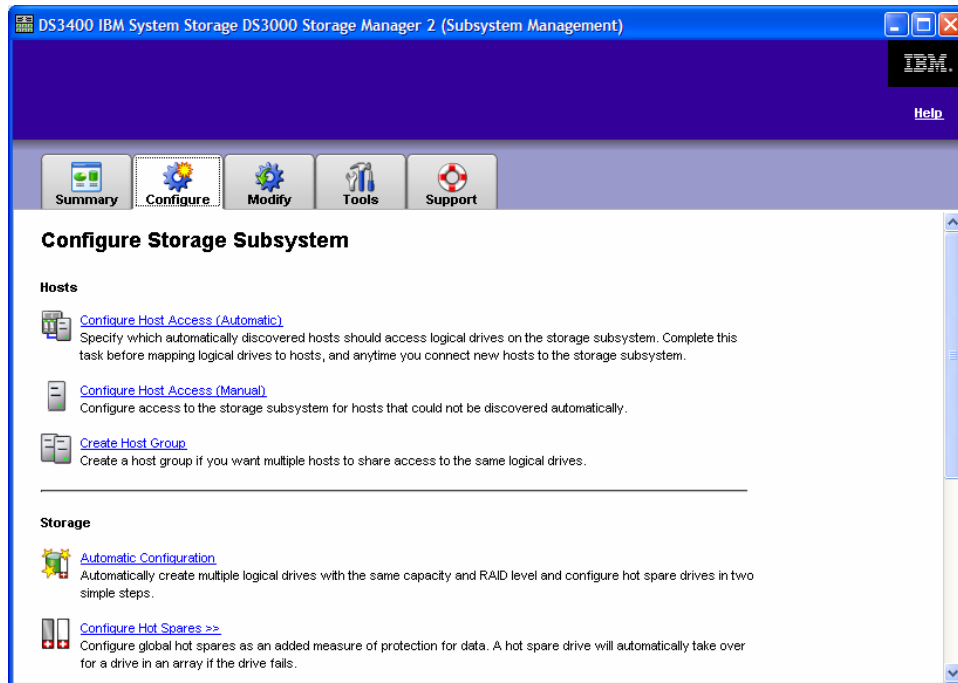 DS3400 IBM System Storage DS3000 Storage Manager 2 (Subsystem Management)
IBM.
Help
Summary
Configure
Modify
Tools
Support
Configure Storage Subsystem
Hosts
Configure Host Access (Automatic)
Specify which automatically discovered hosts should access logical drives on the storage subsystem. Complete this
task before mapping logical drives to hosts, and anytime you connect new hosts to the storage subsystem.
Configure Host Access (Manual)
Configure access to the storage subsystem for hosts that could not be discovered automatically.
Create Host Group
Create a host group if you want multiple hosts to share access to the same logical drives.
Storage
Automatic Configuration
Automatically create multiple logical drives with the same capacity and RAID level and configure hot spare drives in two
simple steps.
Configure Hot Spares >>
Configure global hot spares as an added measure of protection for data. A hot spare drive will automatically take over
for a drive in an array if the drive fails.